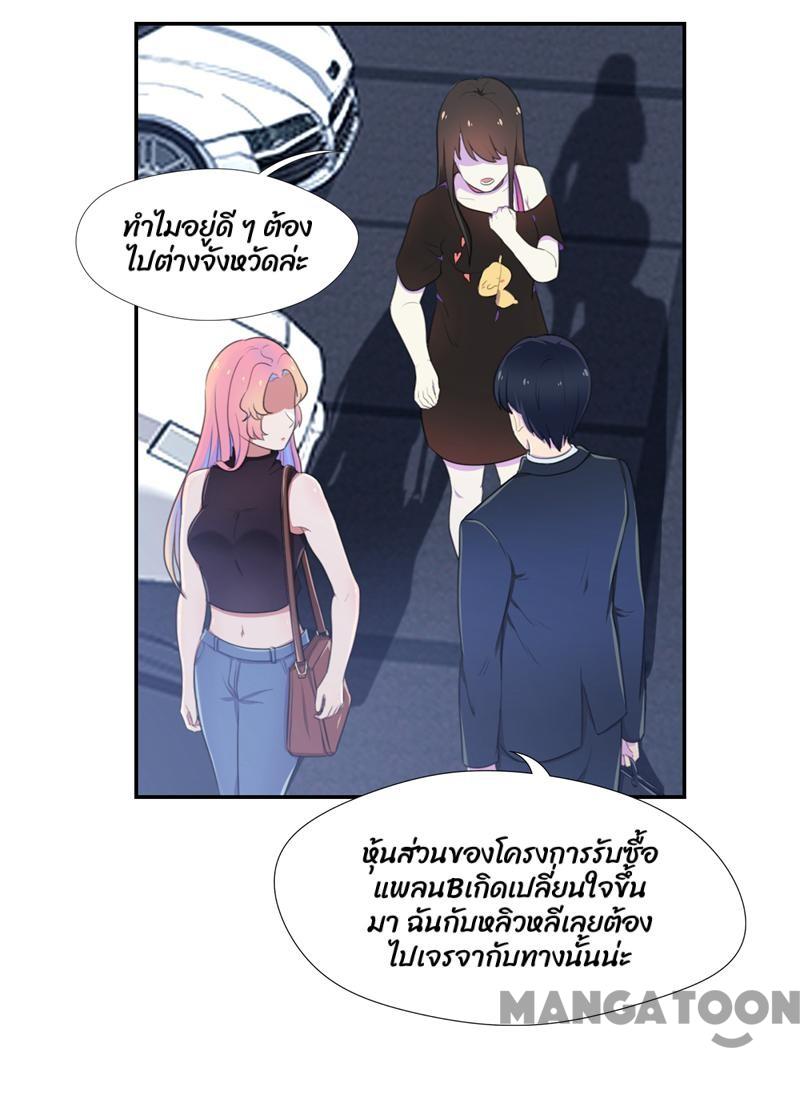 ทำไมอยู่ดี ๆ ต้อง
ไปต่างจังหวัดล่ะ
หุ้นส่วนของโครงการรับซื้อ
แพลนBเกิดเปลี่ยนใจขึ้น
มา ฉันกับหลิวหลีเลยต้อง
ไปเจรจากับทางนั้นน่ะ
MANGATOON